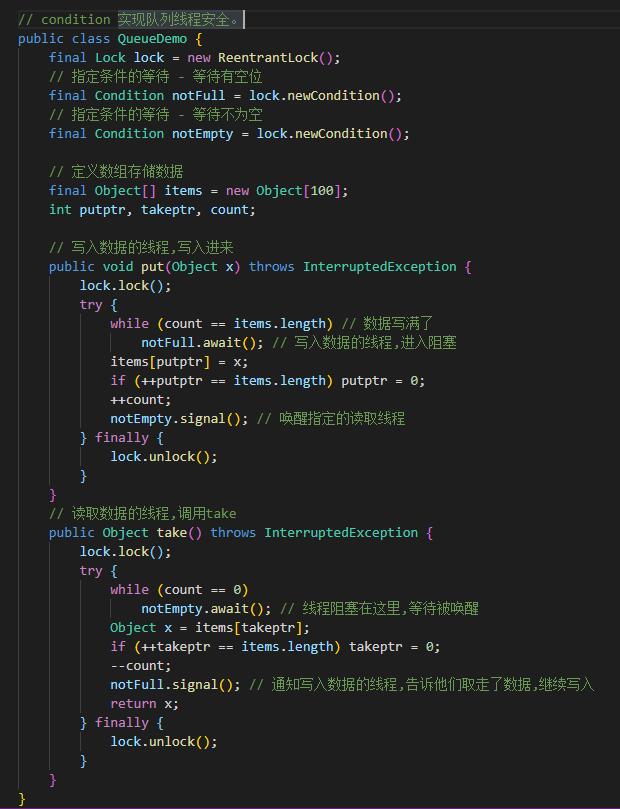 // condition 实现队列线程安全。
public class QueueDemo {
    final Lock lock = new ReentrantLock();
    // 指定条件的等待 - 等待有空位
    final Condition notFull = lock.newCondition();
    // 指定条件的等待 - 等待不为空
    final Condition notEmpty = lock.newCondition();

    // 定义数组存储数据
    final Object[] items = new Object[100];
    int putptr, takeptr, count;

    // 写入数据的线程,写入进来
    public void put(Object x) throws InterruptedException {
        lock.lock();
        try {
            while (count == items.length) // 数据写满了
                notFull.await(); // 写入数据的线程,进入阻塞
            items[putptr] = x;
            if (++putptr == items.length) putptr = 0;
            ++count;
            notEmpty.signal(); // 唤醒指定的读取线程
        } finally {
            lock.unlock();
        }
    }
    // 读取数据的线程,调用take
    public Object take() throws InterruptedException {
        lock.lock();
        try {
            while (count == 0)
                notEmpty.await(); // 线程阻塞在这里,等待被唤醒
            Object x = items[takeptr];
            if (++takeptr == items.length) takeptr = 0;
            --count;
            notFull.signal(); // 通知写入数据的线程,告诉他们取走了数据,继续写入
            return x;
        } finally {
            lock.unlock();
        }
    }
}